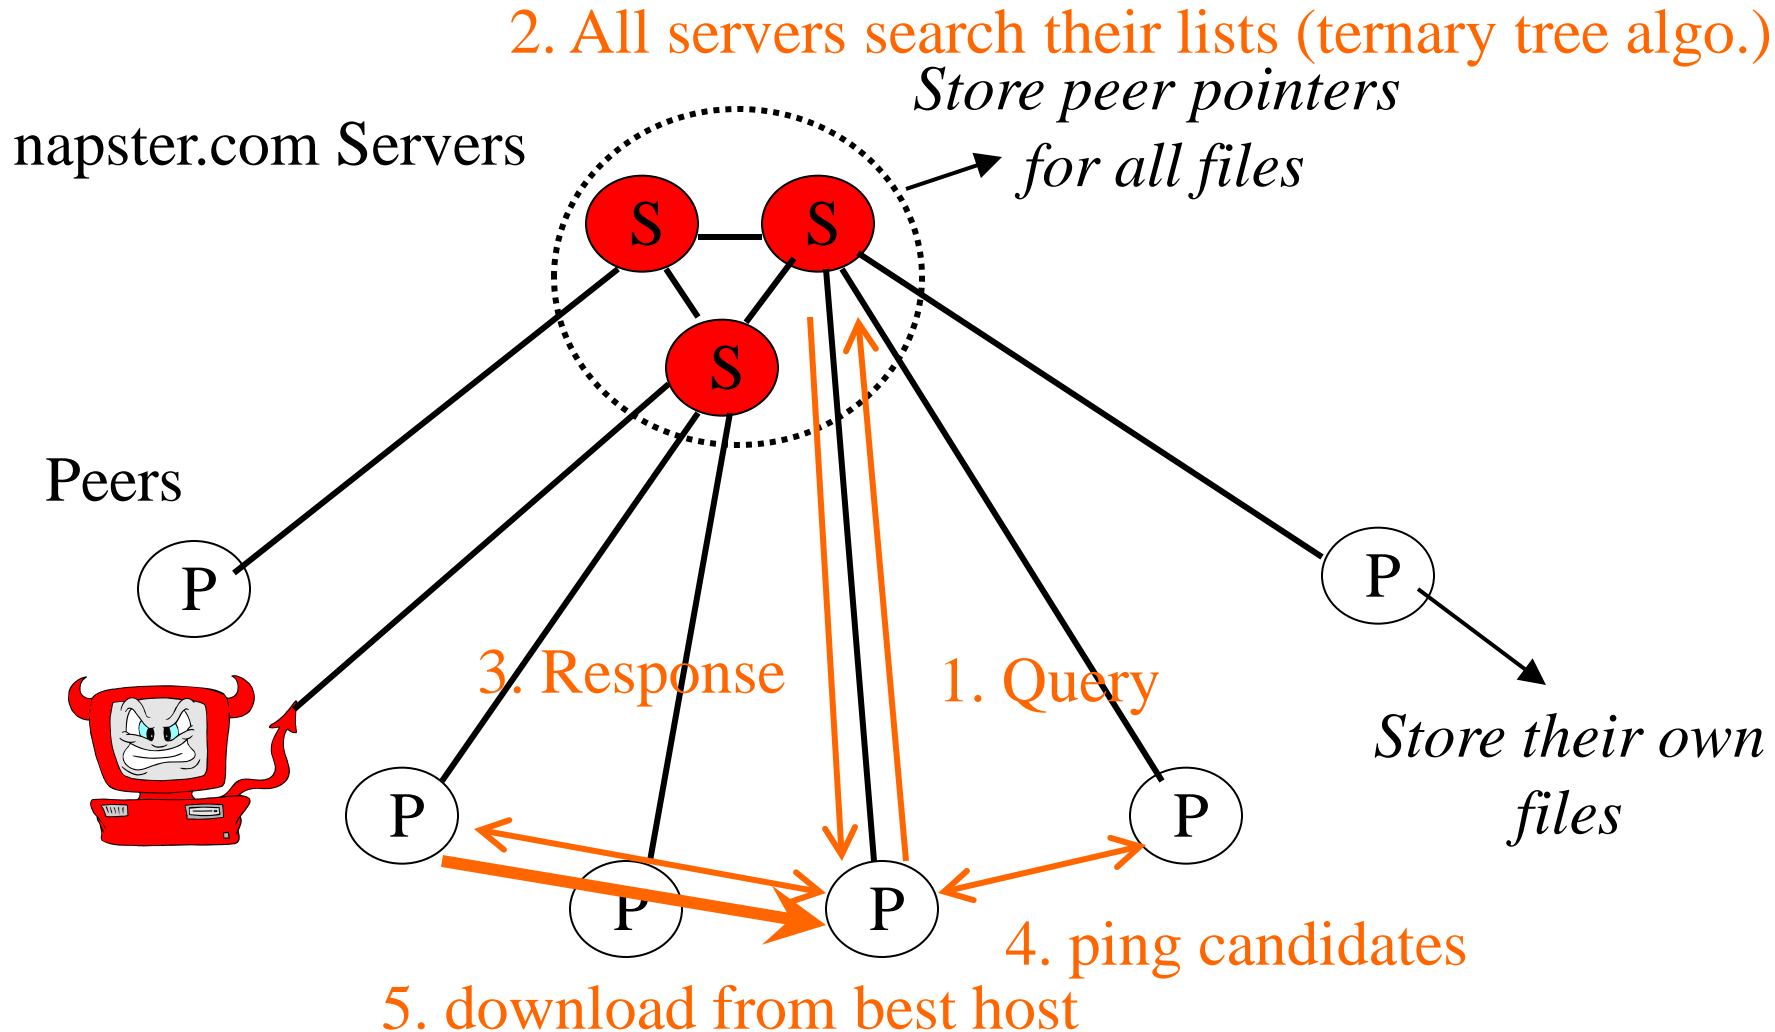 2. All servers search their lists (ternary tree algo.)
Store peer pointers
for all files
napster.com Servers
S
S
S
Peers
P
P
3. Response
1. Query
Store their own
files
P
P
P
P
4. ping candidates
5. download from best host